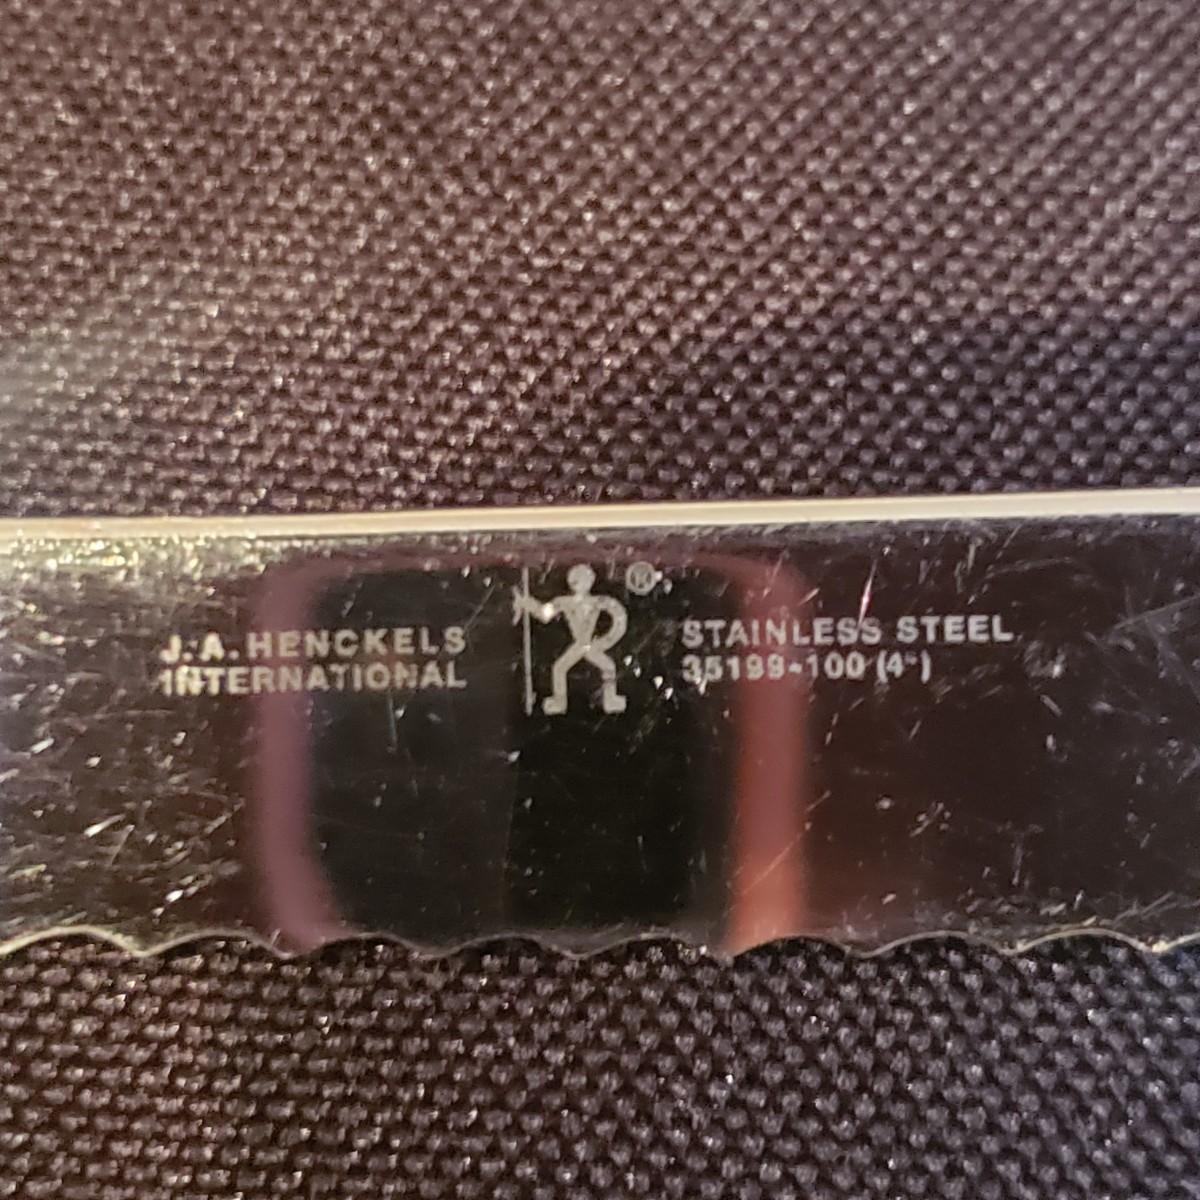 J.A. HENCKELS
INTERNATIONAL
®
STAINLESS STEEL
35199-100 (4")